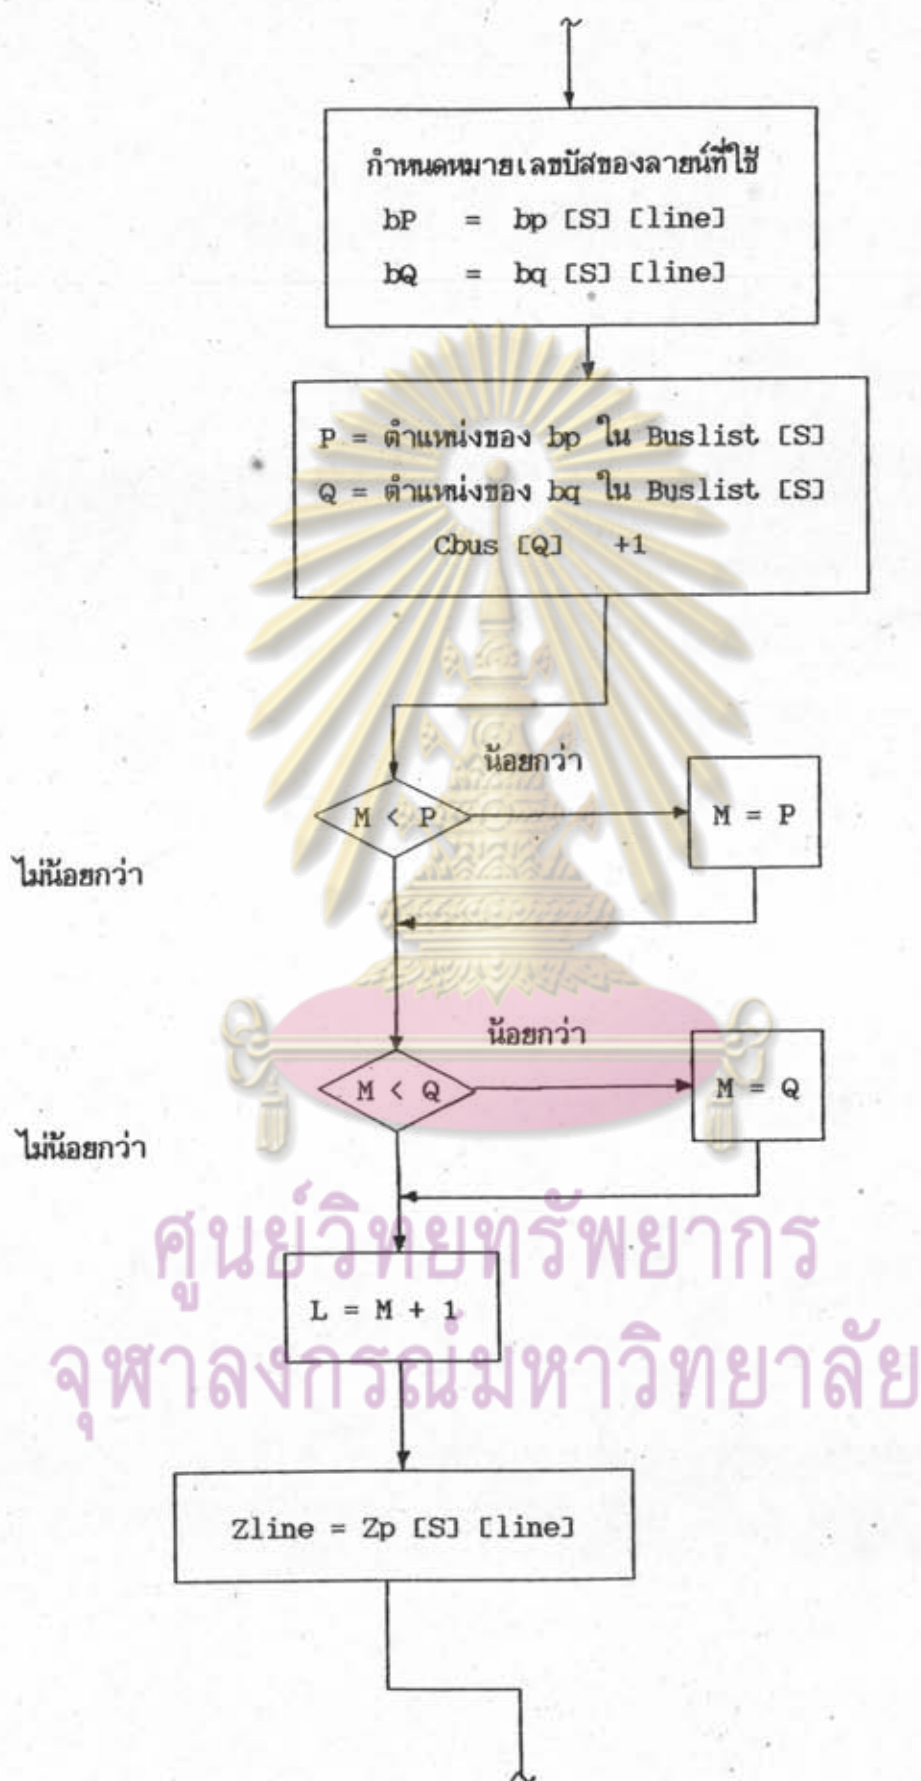 กำหนดหมายเลขบัสของลายน์ที่ใช้
bP = bp [S] [line]
bQ = bq [S] [line]
P = ตำแหน่งของ bp ใน Buslist [S]
Q = ตำแหน่งของ bq ใน Buslist [S]
Cbus [Q] +1
น้อยกว่า
M < P
M = P
ไม่น้อยกว่า
น้อยกว่า
M < Q
M = Q
ไม่น้อยกว่า
ศูนย์วิทยทรัพยากร
L = M + 1
จุฬาลงกรณ์มหาวิทยาลัย
Zline = Zp [S] [line]